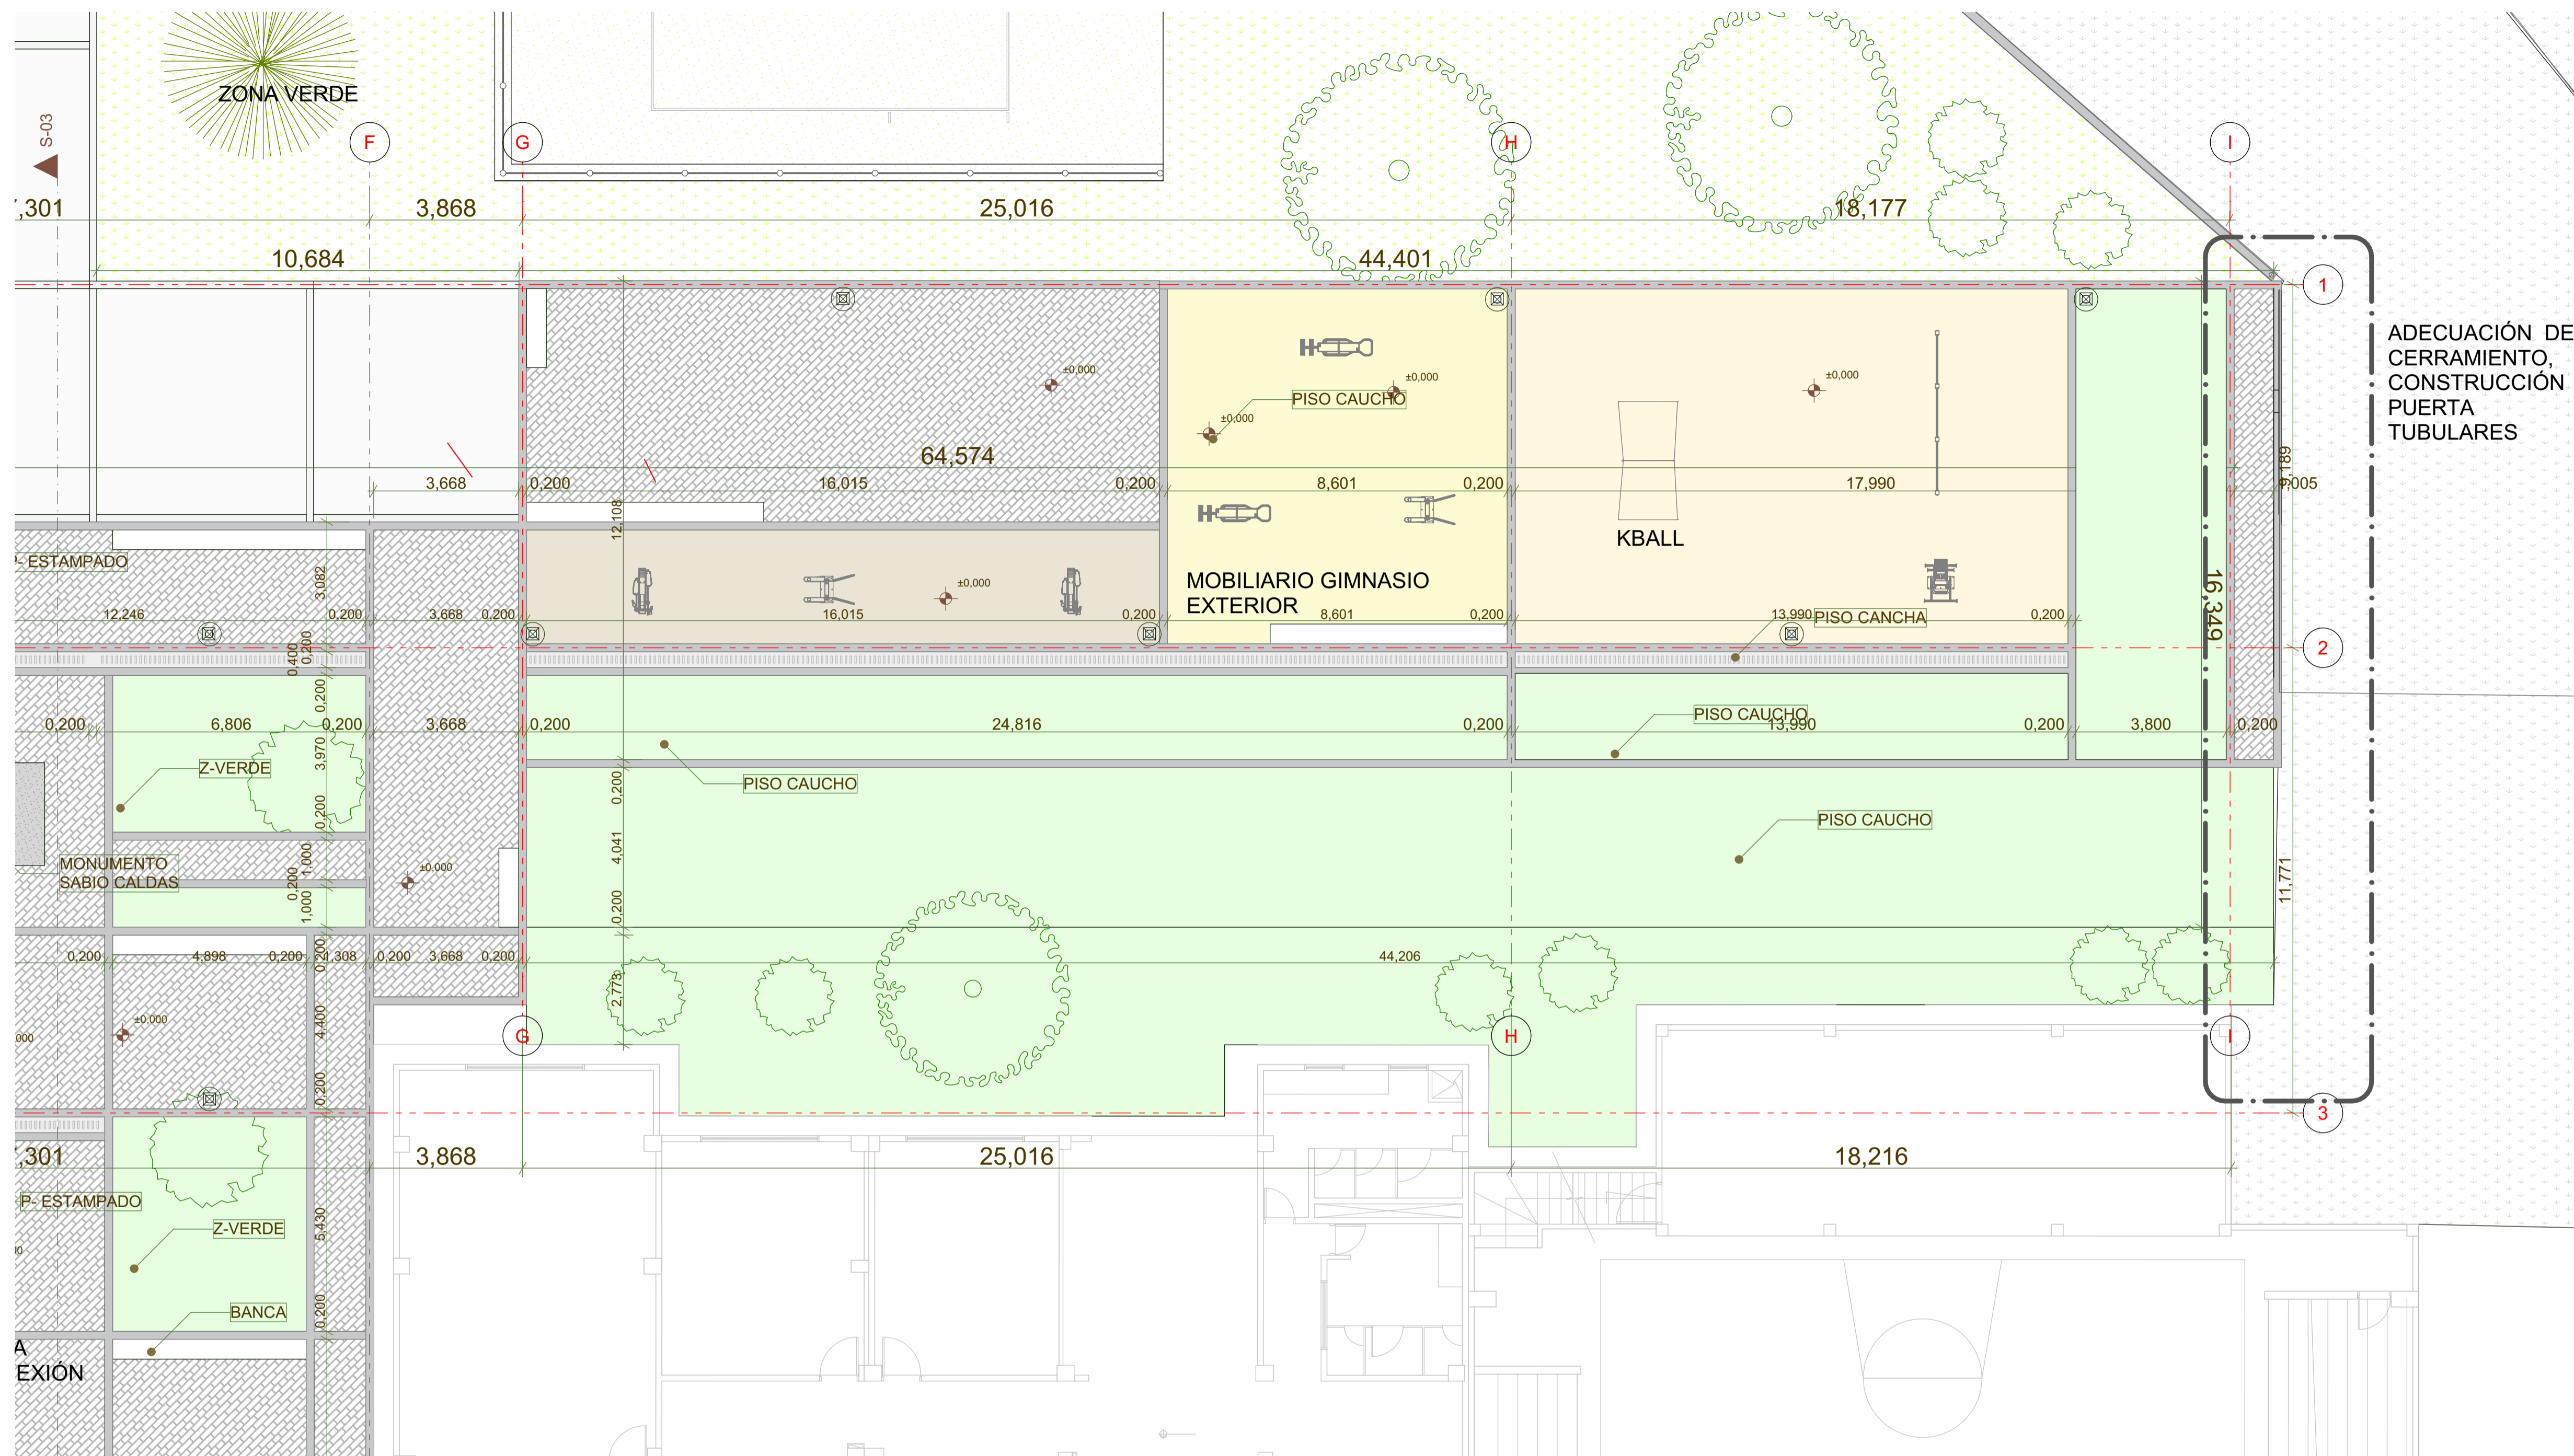 S-03
ZONA VERDE
F
G
H
I
,301
3,868
25,016
18,177
10,684
44,401
1
ADECUACIÓN DE
CERRAMIENTO,
CONSTRUCCIÓN
PUERTA
TUBULARES
±0,000
±0,000
±0,000
±0,000
PISO CAUCHO
64,574
9,189
3,668
0,200
16,015
0,200
8,601
0,200
17,990
12,108
KBALL
P- ESTAMPADO
3,082
±0,000
MOBILIARIO GIMNASIO
EXTERIOR
16,349
12,246
0,200
3,668
0,200
16,015
0,200
8,601
0,200
13,990
PISO CANCHA
0,200
0,400
0,200
2
0,200
0,200
6,806
0,200
3,668
0,200
24,816
0,200
PISO CAUCHO
13,990
0,200
3,800
0,200
3,970
Z-VERDE
PISO CAUCHO
0,200
0,200
PISO CAUCHO
MONUMENTO
SABIO CALDAS
1,000
4,041
±0,000
0,200
11,771
1,000
0,200
0,200
4,898
0,200
0,200
0,200
3,668
0,200
44,206
2,773
±0,000
4,400
G
H
I
0,200
3
,301
3,868
25,016
18,216
P- ESTAMPADO
Z-VERDE
5,430
BANCA
0,200
A
EXIÓN